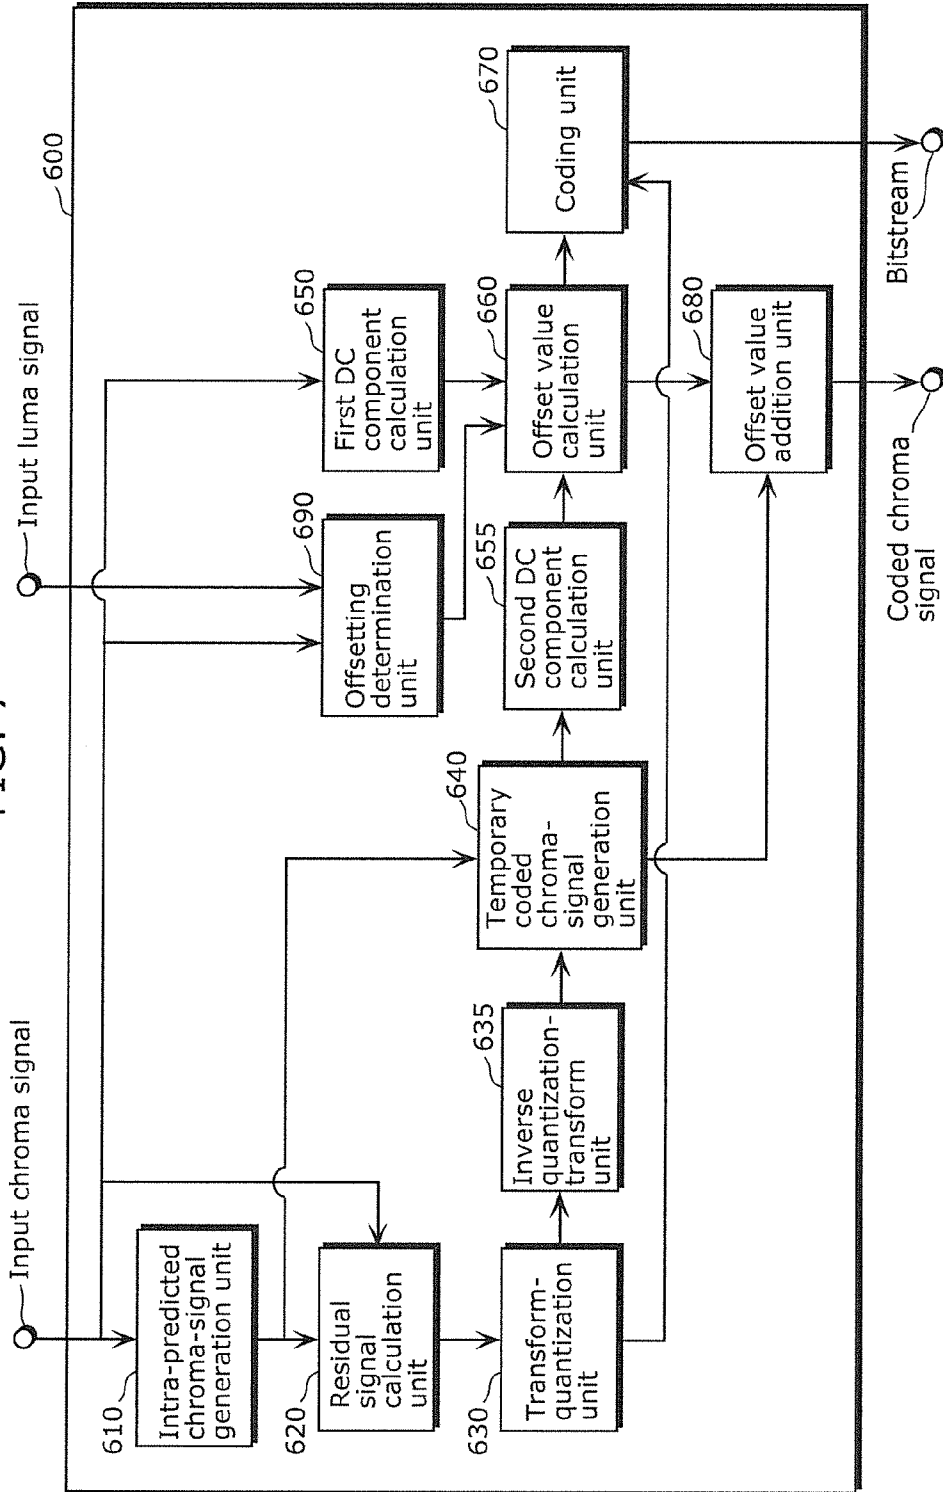 Input chroma signal
Input luma signal
600
610
Intra-predicted
chroma-signal
generation unit
620
Residual
signal
calculation
unit
630
Transform-
quantization
unit
635
Inverse
quantization-
transform
unit
640
Temporary
coded
chroma-
signal
generation
unit
690
Offsetting
determination
unit
650
First DC
component
calculation
unit
655
Second DC
component
calculation
unit
660
Offset value
calculation
unit
670
Coding unit
680
Offset value
addition unit
Coded chroma
signal
Bitstream